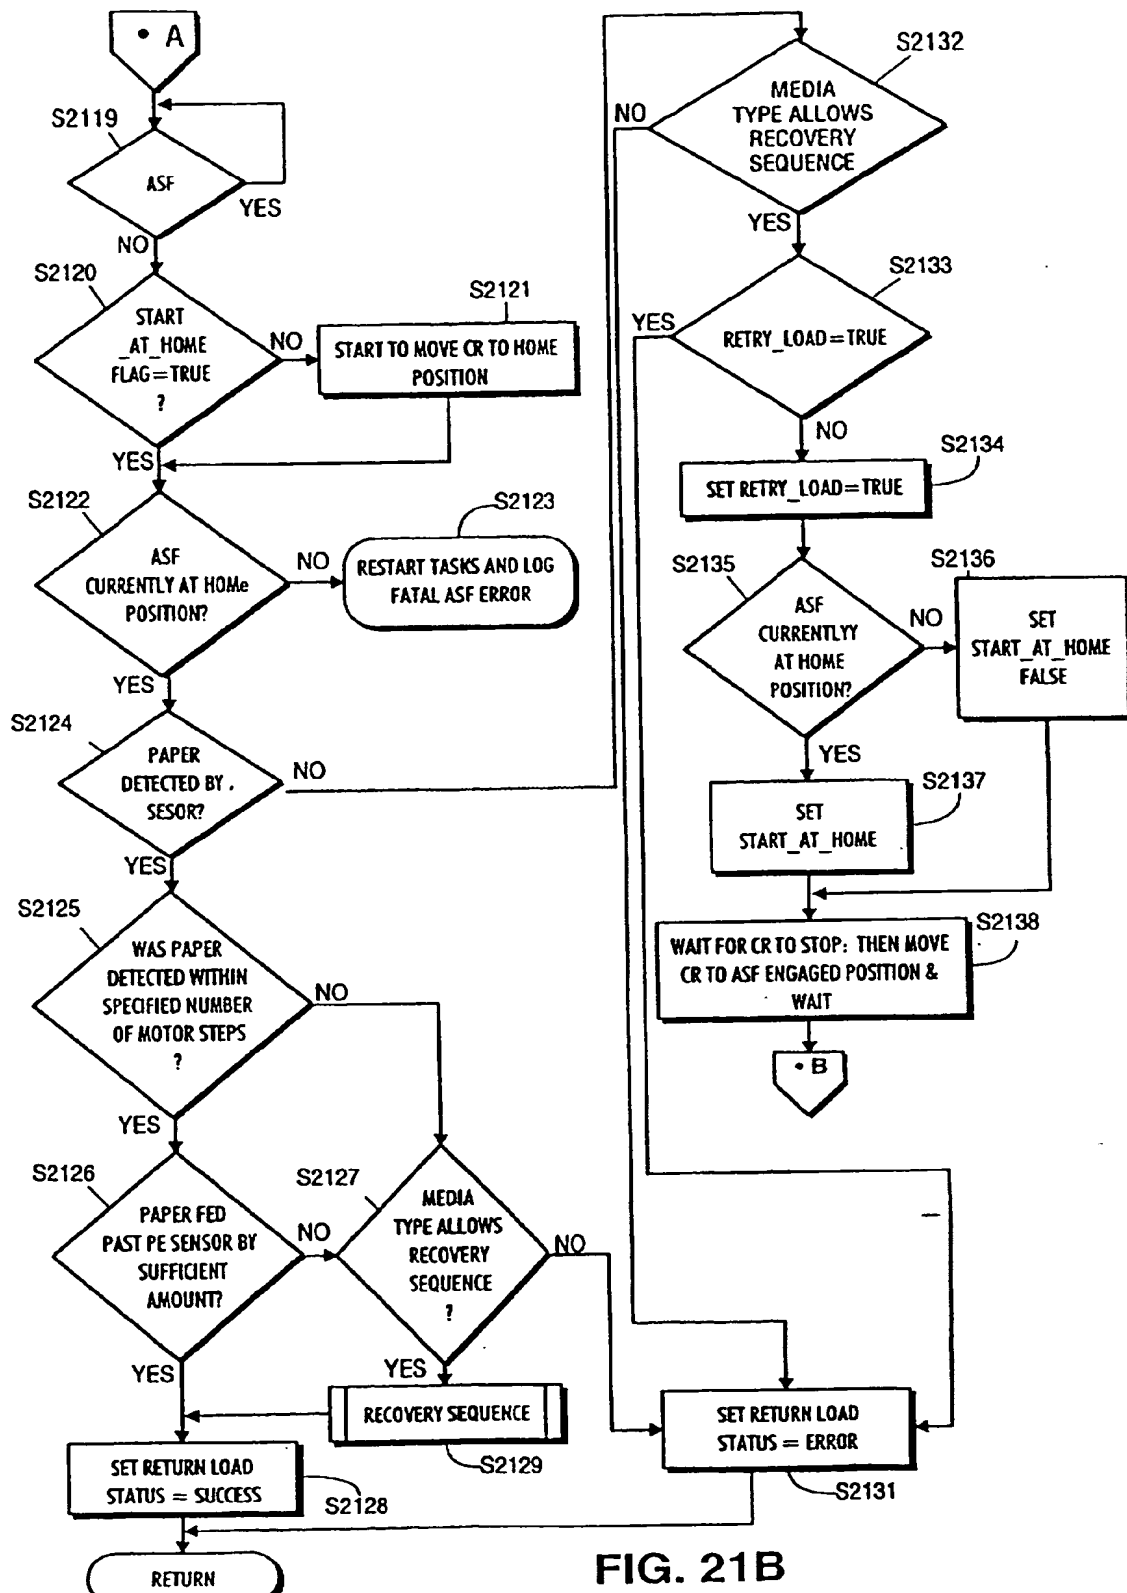 • A
S2119
ASF
YES
NO
S2120
START
_AT_HOME
FLAG=TRUE
?
NO
S2121
START TO MOVE CR TO HOME
POSITION
YES
S2122
ASF
CURRENTLY AT HOMe
POSITION?
NO
S2123
RESTART TASKS AND LOG
FATAL ASF ERROR
YES
S2124
PAPER
DETECTED BY .
SESOR?
NO
YES
S2125
WAS PAPER
DETECTED WITHIN
SPECIFIED NUMBER
OF MOTOR STEPS
?
NO
YES
S2126
PAPER FED
PAST PE SENSOR BY
SUFFICIENT
AMOUNT?
NO
S2127
MEDIA
TYPE ALLOWS
RECOVERY
SEQUENCE
?
NO
YES
YES
RECOVERY SEQUENCE
S2129
SET RETURN LOAD
STATUS = SUCCESS
S2128
RETURN
S2132
MEDIA
TYPE ALLOWS
RECOVERY
SEQUENCE
NO
YES
S2133
RETRY_LOAD=TRUE
YES
NO
S2134
SET RETRY_LOAD=TRUE
S2135
ASF
CURRENTLYY
AT HOME
POSITION?
NO
S2136
SET
START_AT_HOME
FALSE
YES
S2137
SET
START_AT_HOME
S2138
WAIT FOR CR TO STOP: THEN MOVE
CR TO ASF ENGAGED POSITION &
WAIT
• B
SET RETURN LOAD
STATUS = ERROR
S2131
FIG. 21B